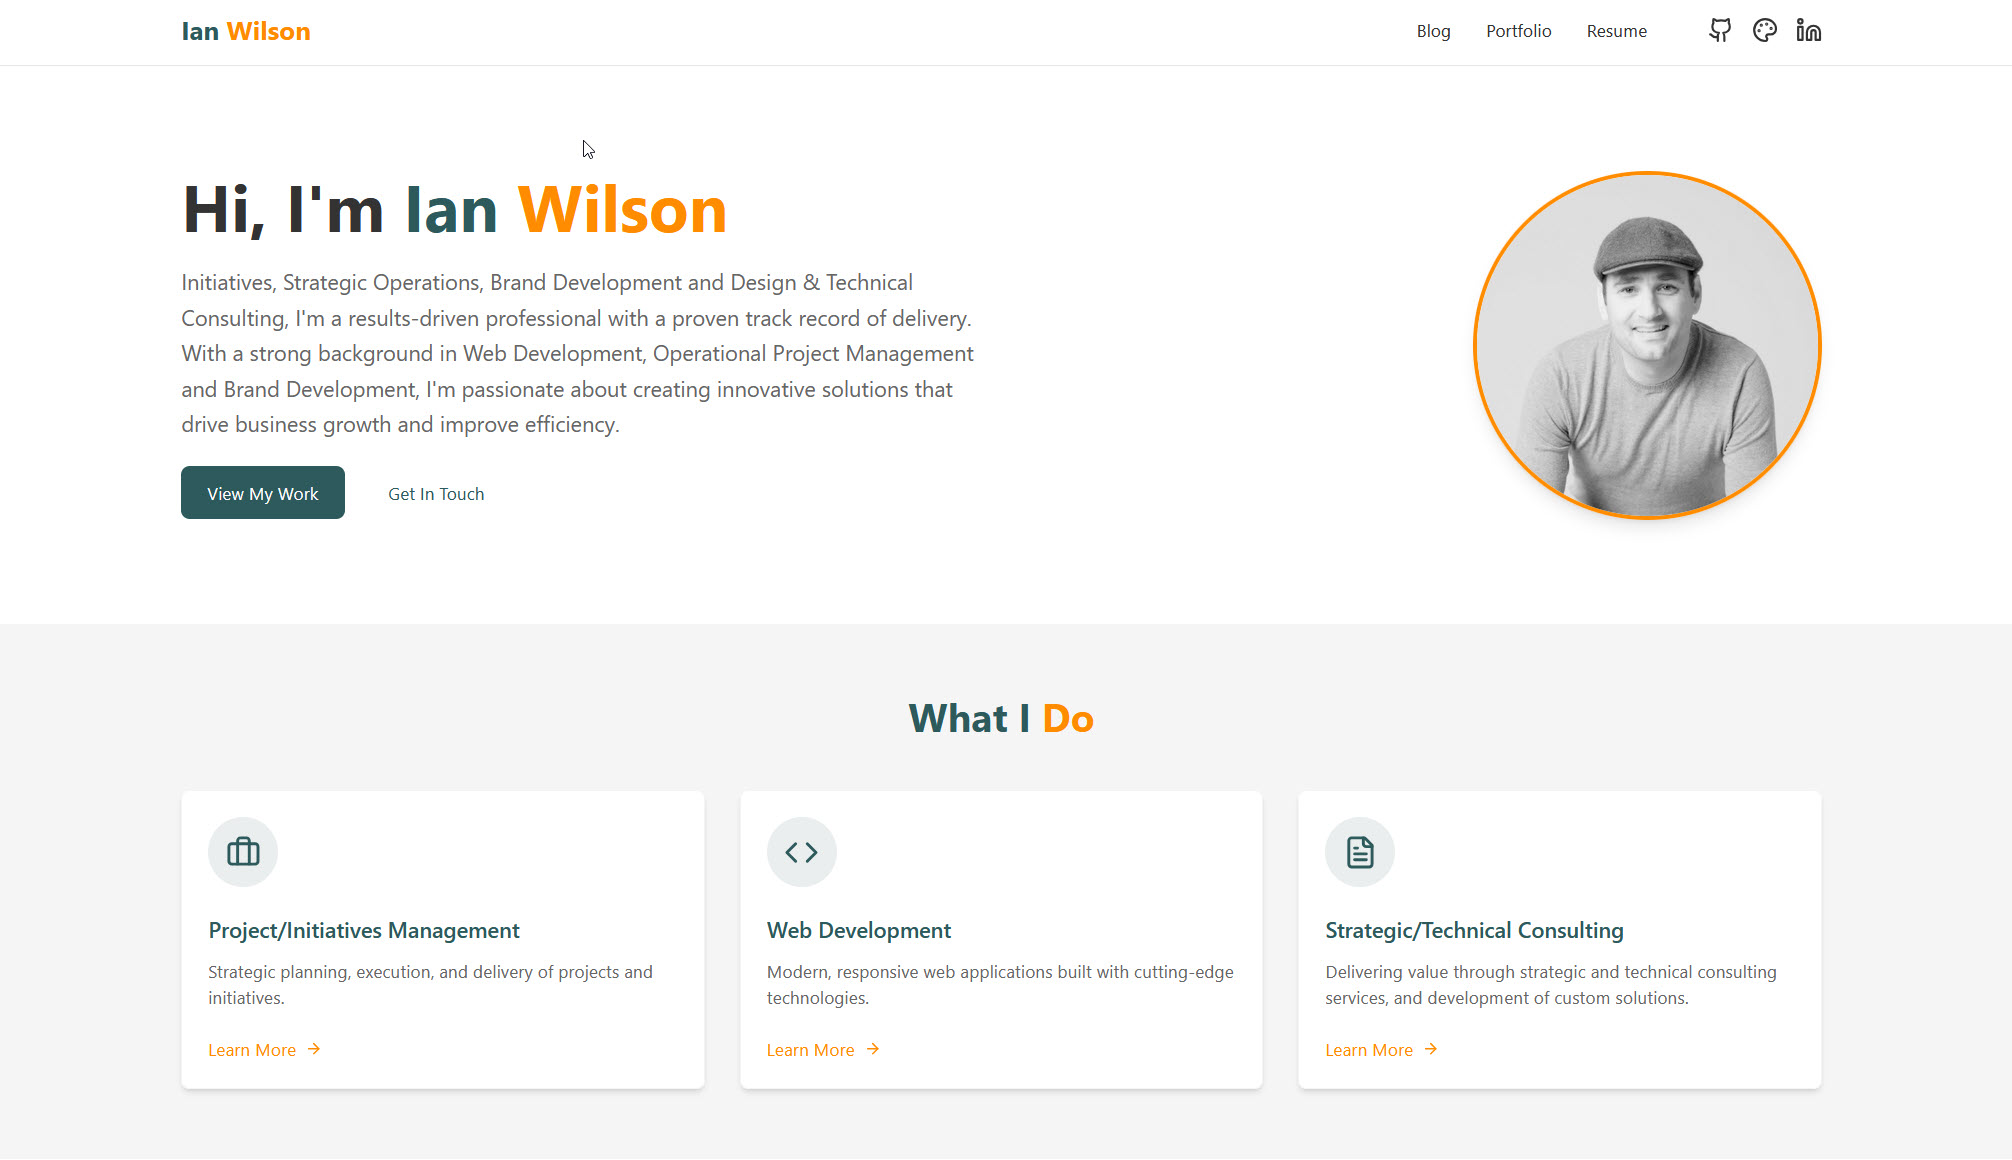 Ian Wilson
Blog
Portfolio
Resume
Hi, I'm Ian Wilson
Initiatives, Strategic Operations, Brand Development and Design & Technical
Consulting, I'm a results-driven professional with a proven track record of delivery.
With a strong background in Web Development, Operational Project Management
and Brand Development, I'm passionate about creating innovative solutions that
drive business growth and improve efficiency.
View My Work
Get In Touch
What I Do
Project/Initiatives Management
Strategic planning, execution, and delivery of projects and
initiatives.
Learn More
Web Development
Modern, responsive web applications built with cutting-edge
technologies.
Learn More
Strategic/Technical Consulting
Delivering value through strategic and technical consulting
services, and development of custom solutions.
Learn More